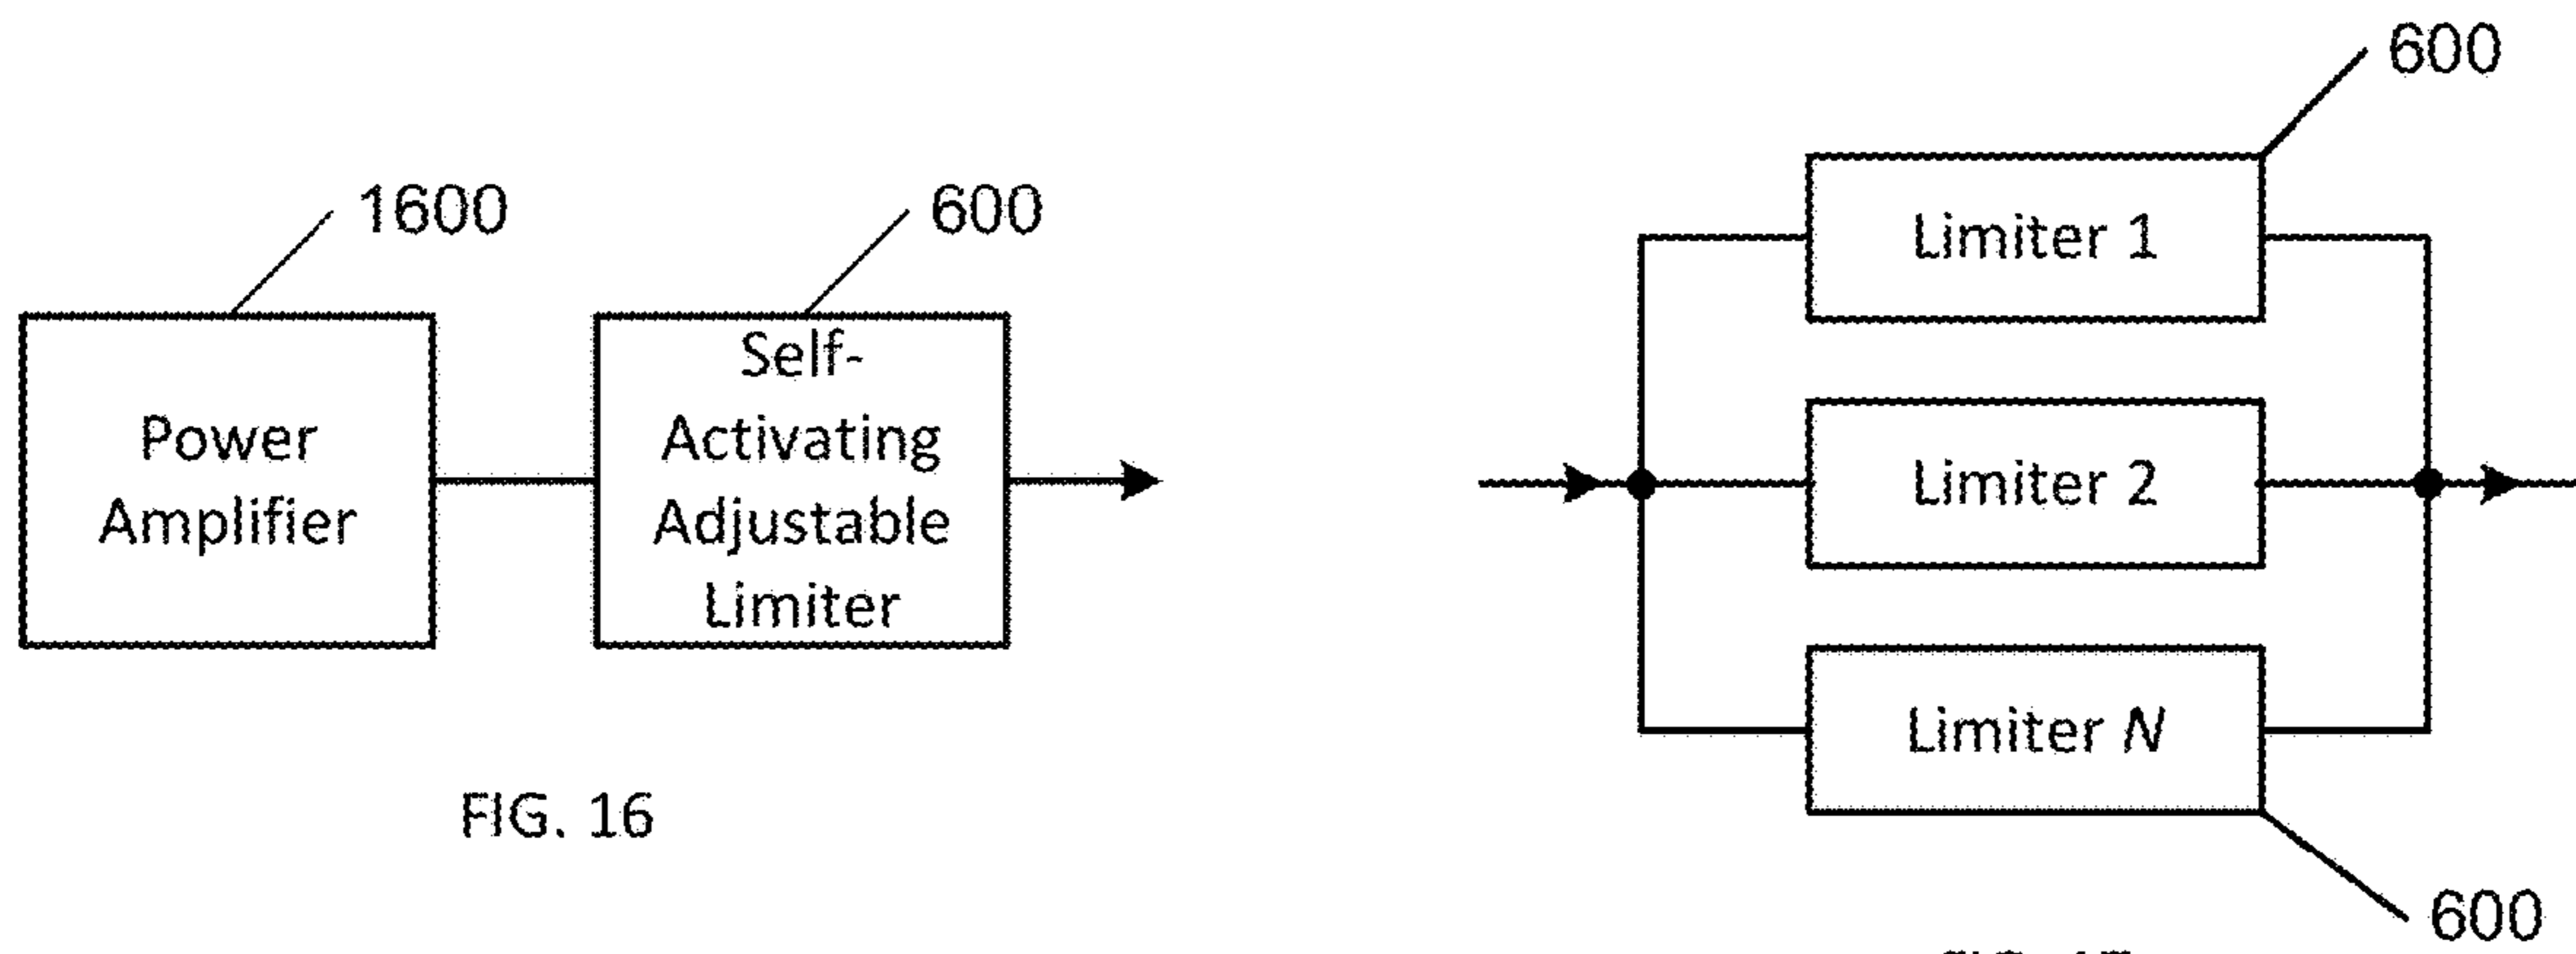 1600
600
Power
Amplifier
Self-
Activating
Adjustable
Limiter
FIG. 16
600
Limiter 1
Limiter 2
Limiter N
600